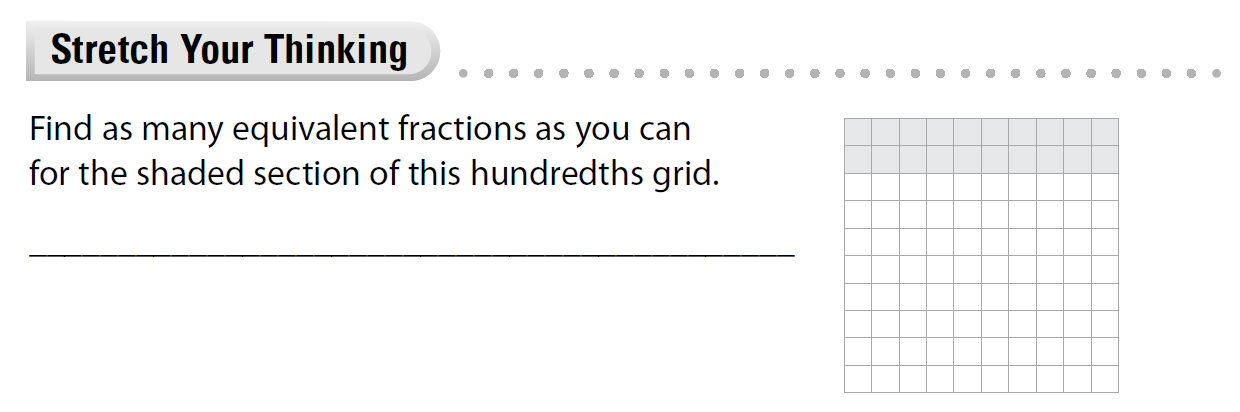 Stretch Your Thinking
Find as many equivalent fractions as you can
for the shaded section of this hundredths grid.